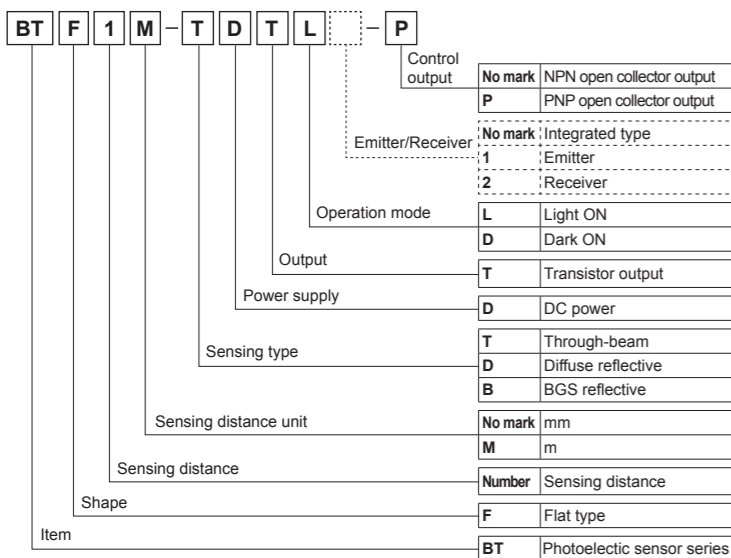 BT F 1 M – T D T L – P
Control
output
No mark NPN open collector output
P PNP open collector output
Emitter/Receiver
No mark Integrated type
1 Emitter
2 Receiver
Operation mode
L Light ON
D Dark ON
Output
T Transistor output
Power supply
D DC power
Sensing type
T Through-beam
D Diffuse reflective
B BGS reflective
Sensing distance unit
No mark mm
M m
Sensing distance
Number Sensing distance
Shape
F Flat type
Item
BT Photoelectic sensor series